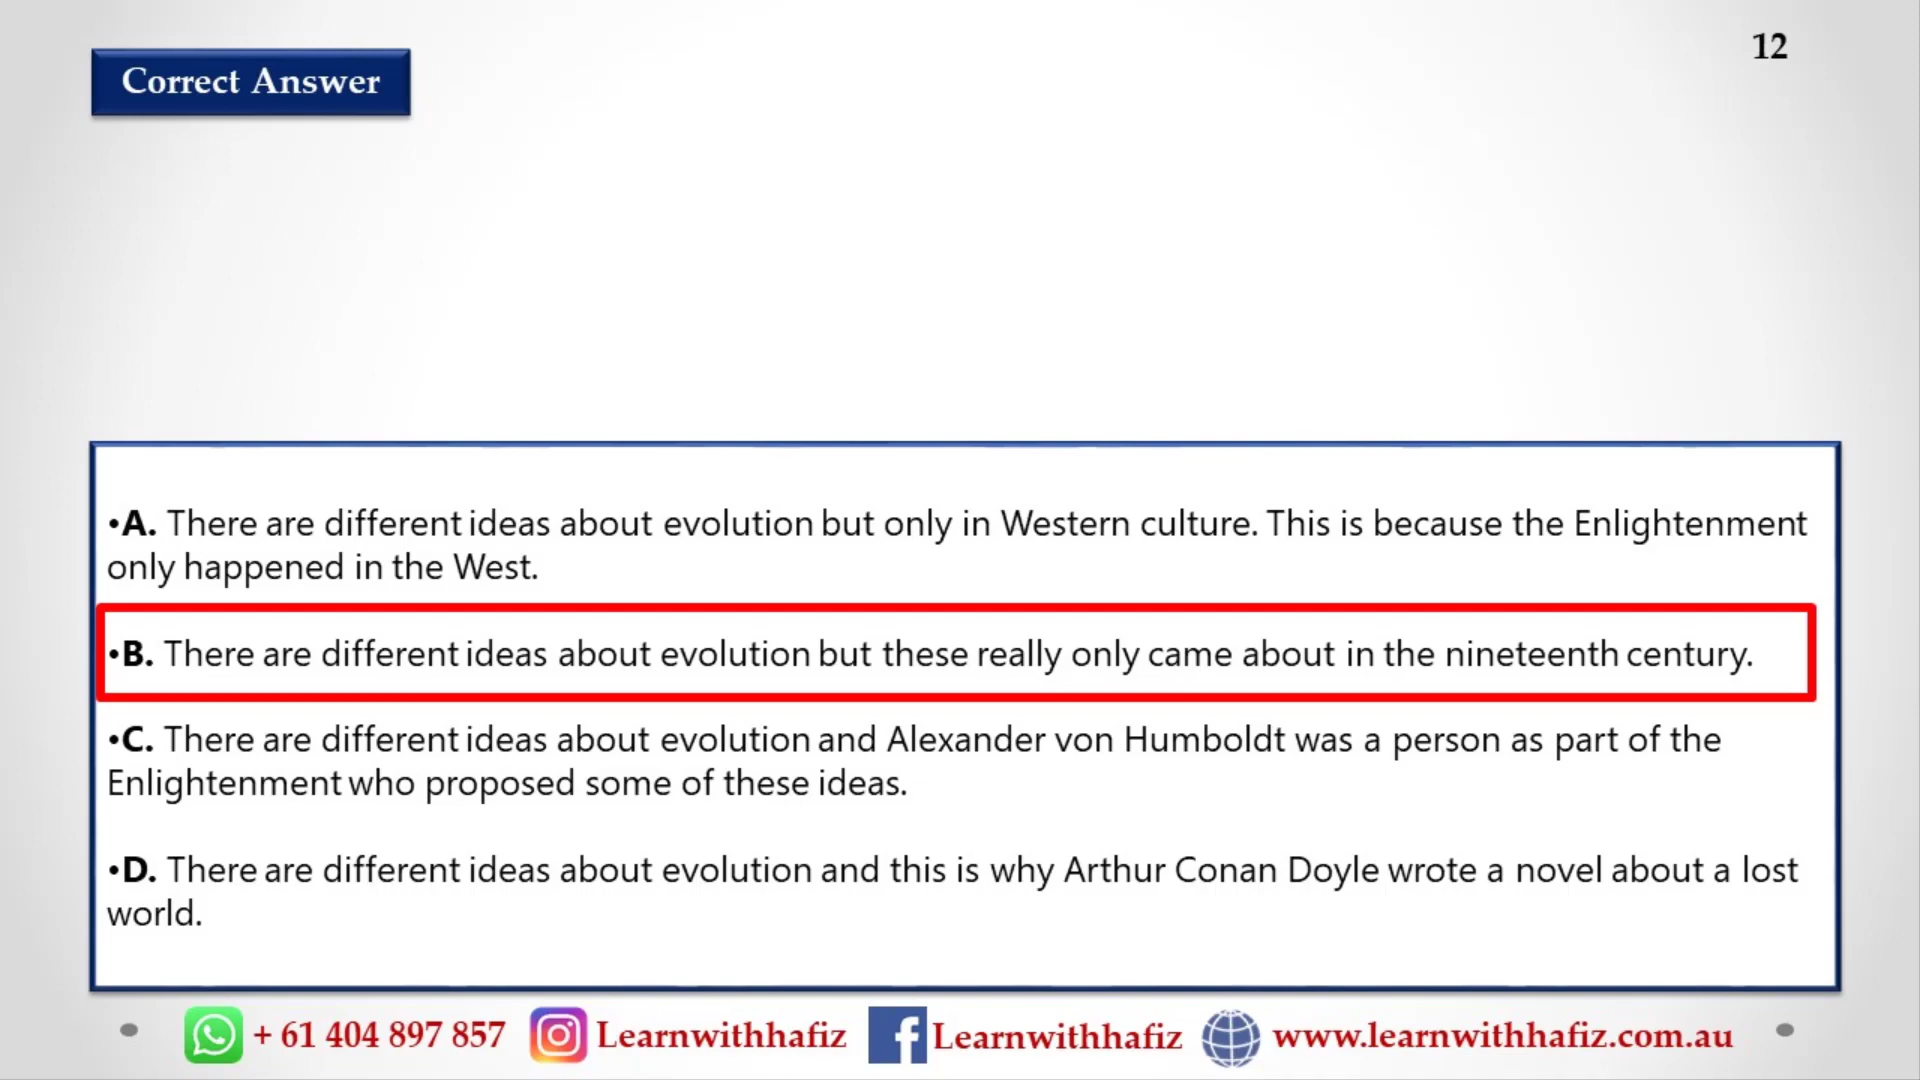 Correct Answer
12
•A. There are different ideas about evolution but only in Western culture. This is because the Enlightenment
only happened in the West.
•B. There are different ideas about evolution but these really only came about in the nineteenth century.
•C. There are different ideas about evolution and Alexander von Humboldt was a person as part of the
Enlightenment who proposed some of these ideas.
•D. There are different ideas about evolution and this is why Arthur Conan Doyle wrote a novel about a lost
world.
+ 61 404 897 857 Learnwithhafiz Learnwithhafiz www.learnwithhafiz.com.au